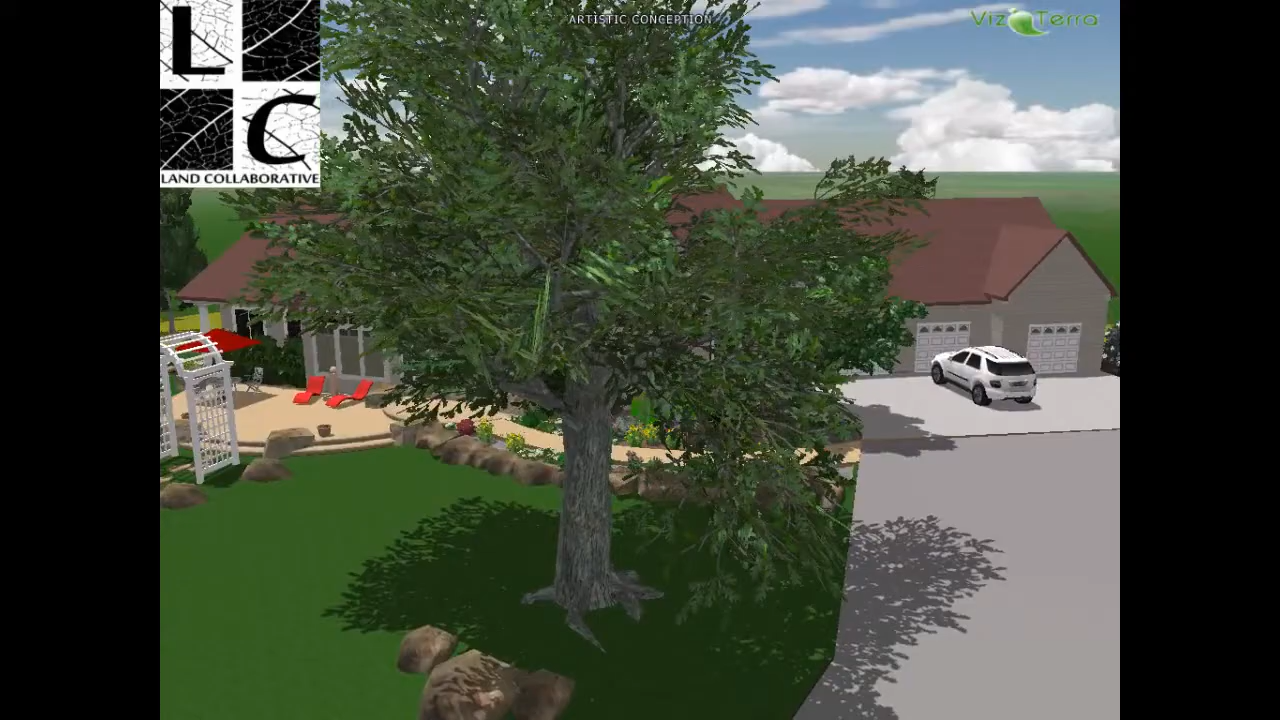 L
C
LAND COLLABORATIVE
ARTISTIC CONCEPTION
VizTerra